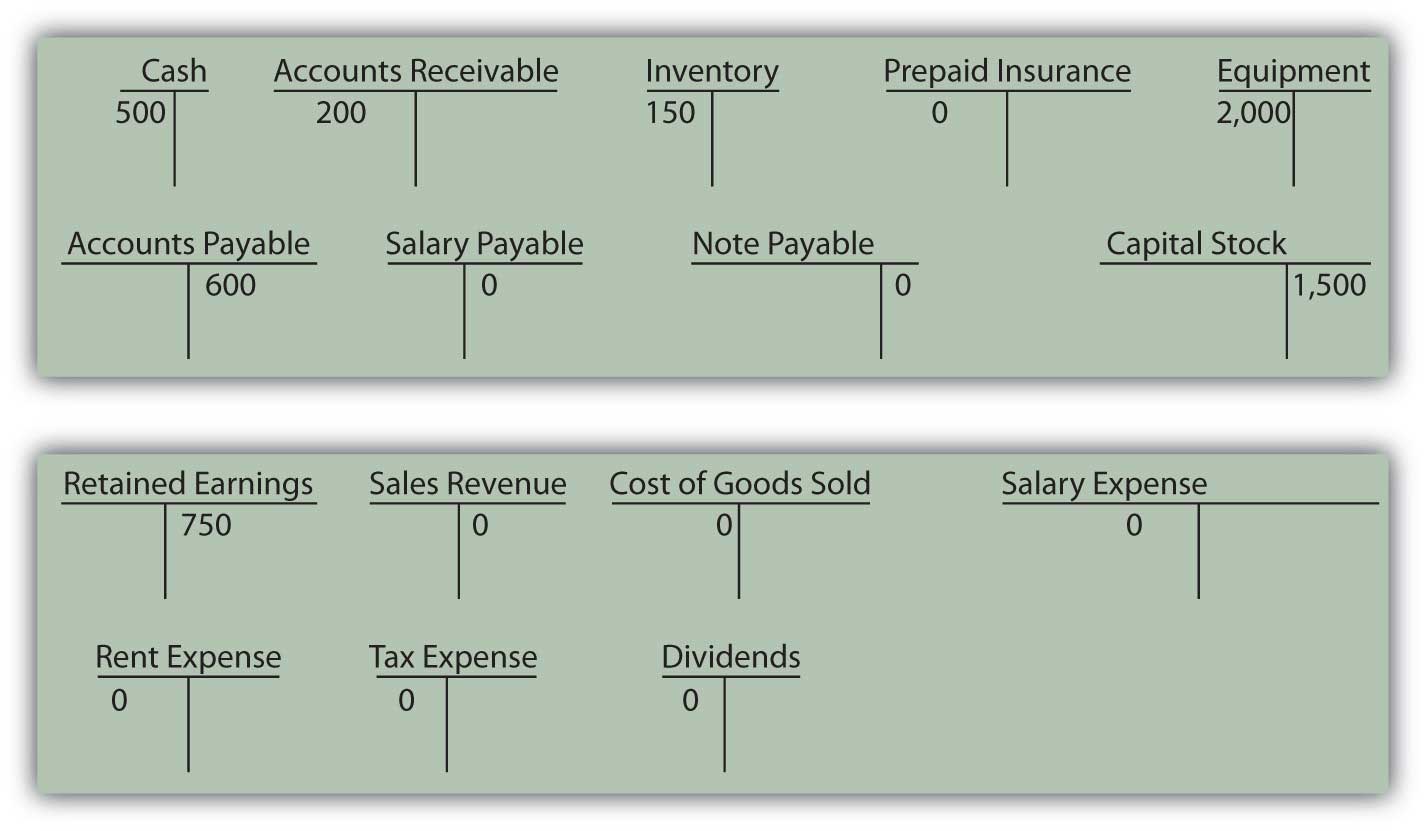 Cash Accounts Receivable Inventory Prepaid Insurance Equipment
500 200 150 0 2,000
Accounts Payable Salary Payable Note Payable Capital Stock
600 0 0 1,500
Retained Earnings Sales Revenue Cost of Goods Sold Salary Expense
750 0 0 0
Rent Expense Tax Expense Dividends
0 0 0